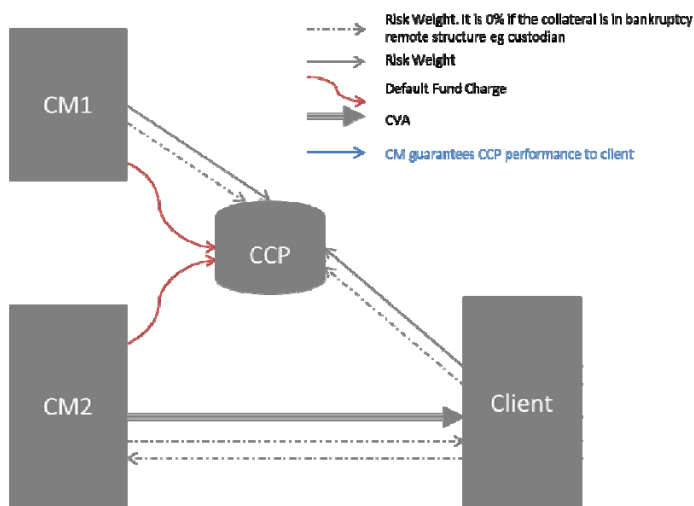 Risk Weight. It is 0% if the collateral is in bankruptcy
remote structure eg custodian
Risk Weight
Default Fund Charge
CVA
CM guarantees CCP performance to client
CM1
CCP
CM2
Client